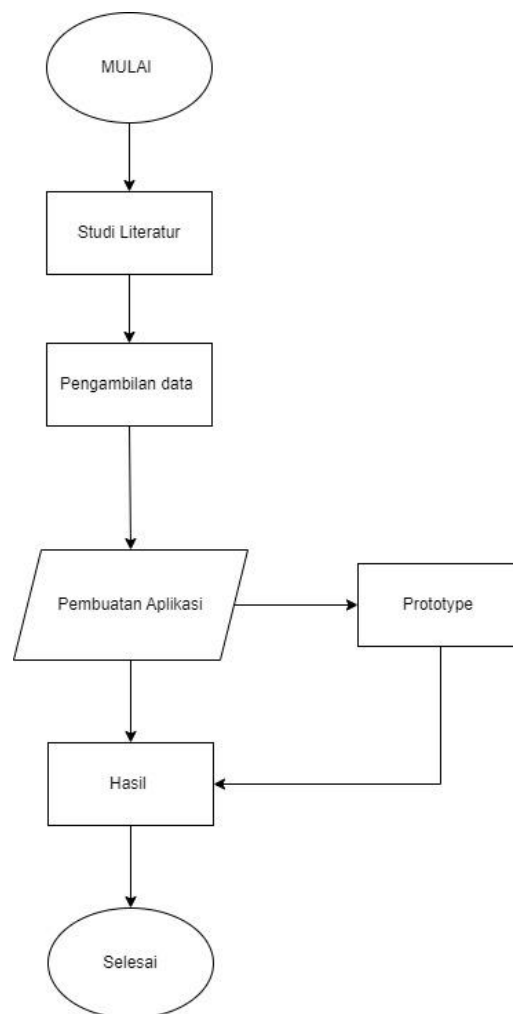 MULAI
Studi Literatur
Pengambilan data
Pembuatan Aplikasi
Prototype
Hasil
Selesai